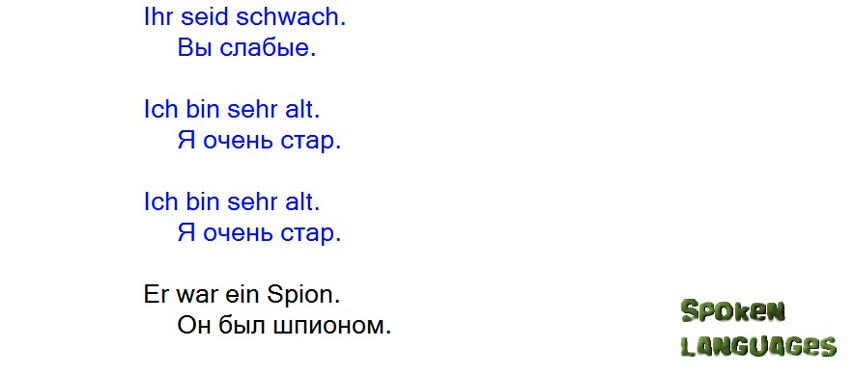 Ihr seid schwach.
Вы слабые.
Ich bin sehr alt.
Я очень стар.
Ich bin sehr alt.
Я очень стар.
Er war ein Spion.
Он был шпионом.
Spoken
Languages